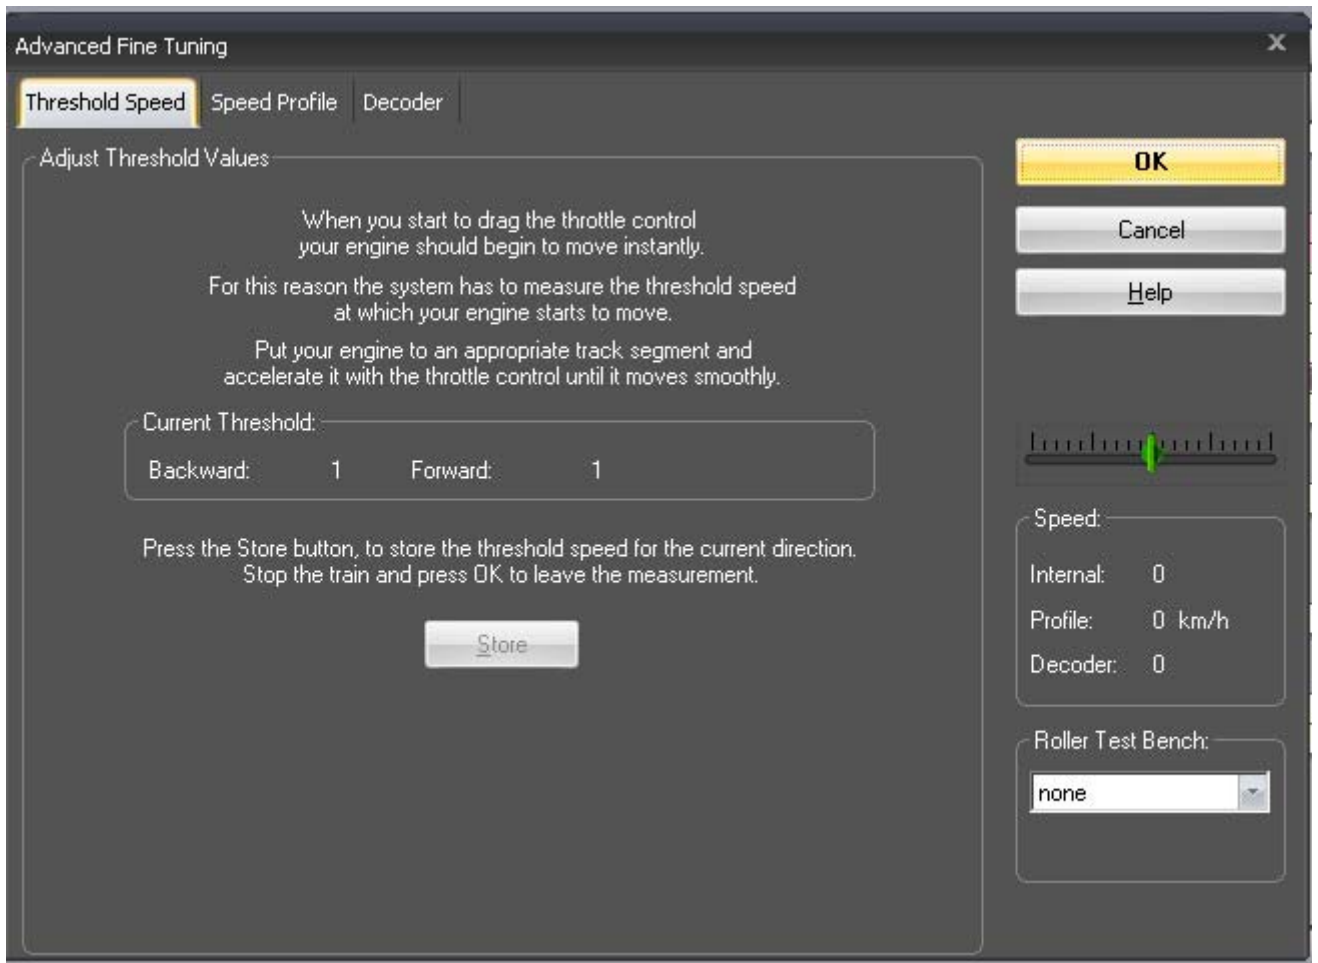 Advanced Fine Tuning
x
Threshold Speed Speed Profile Decoder
Adjust Threshold Values
When you start to drag the throttle control
your engine should begin to move instantly.
For this reason the system has to measure the threshold speed
at which your engine starts to move.
Put your engine to an appropriate track segment and
accelerate it with the throttle control until it moves smoothly.
Current Threshold:
Backward: 1 Forward: 1
Press the Store button, to store the threshold speed for the current direction.
Stop the train and press OK to leave the measurement.
Store
OK
Cancel
Help
Speed:
Internal: 0
Profile: 0 km/h
Decoder: 0
Roller Test Bench:
none